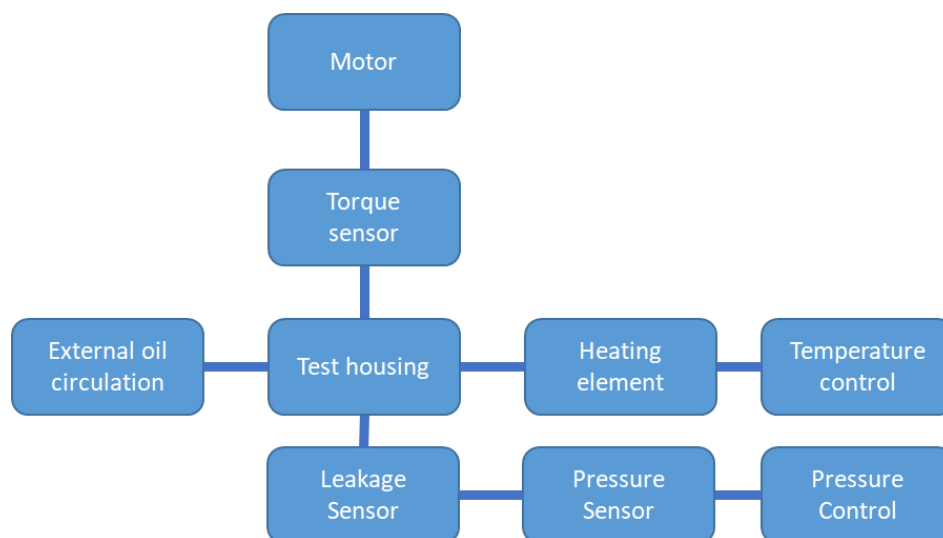 Motor
Torque
sensor
External oil
circulation
Test housing
Heating
element
Temperature
control
Leakage
Sensor
Pressure
Sensor
Pressure
Control